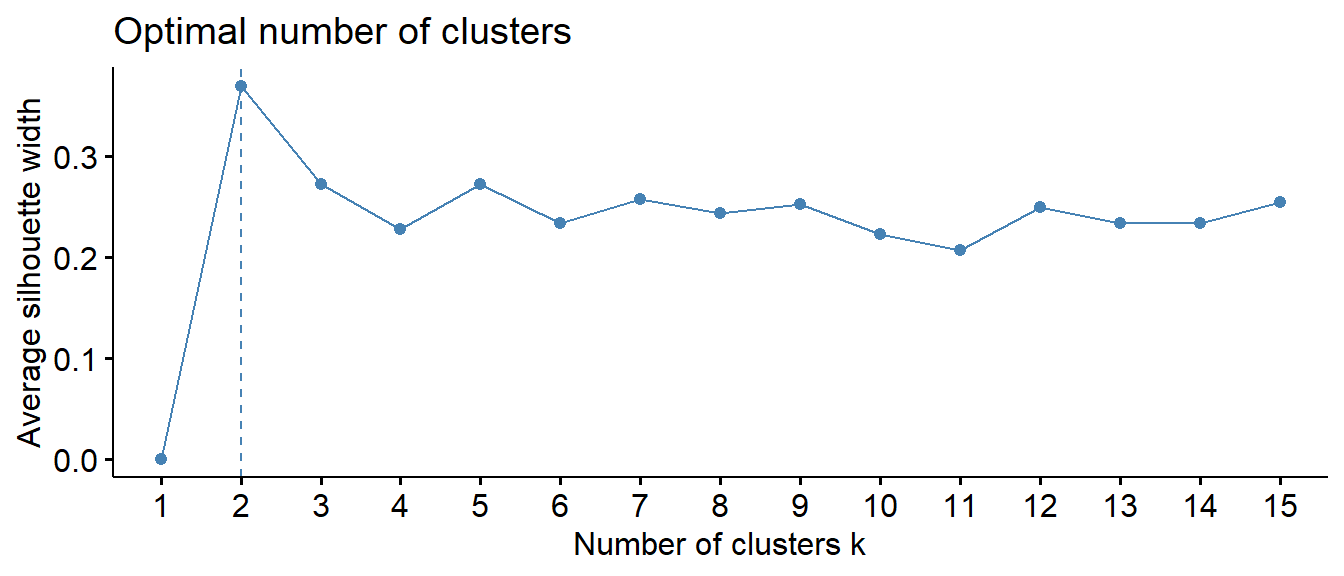 Optimal number of clusters
Average silhouette width
0.3
0.2
0.1
0.0
1 2 3 4 5 6 7 8 9 10 11 12 13 14 15
Number of clusters k